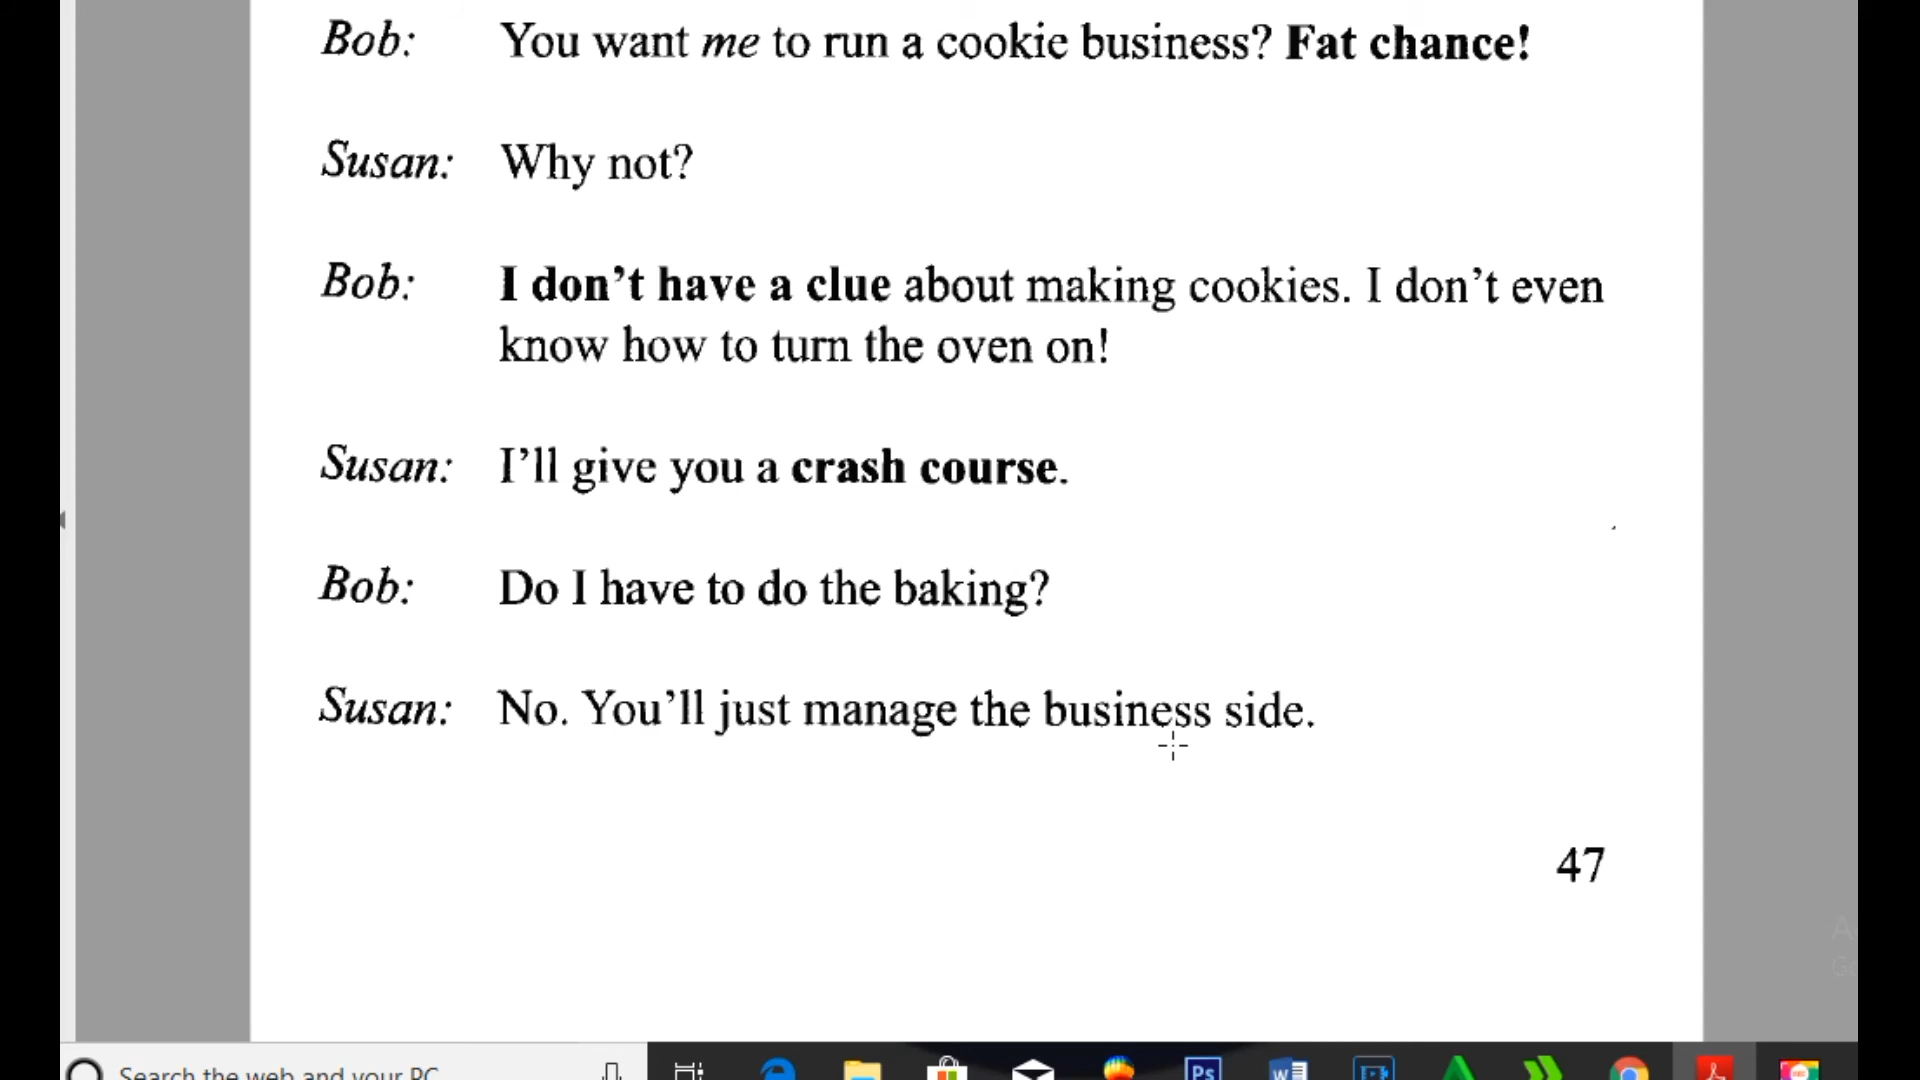 Bob: You want me to run a cookie business? Fat chance!
Susan: Why not?
Bob: I don't have a clue about making cookies. I don't even
know how to turn the oven on!
Susan: I'll give you a crash course.
Bob: Do I have to do the baking?
Susan: No. You'll just manage the business side.
47
Search the web and your PC
Ps